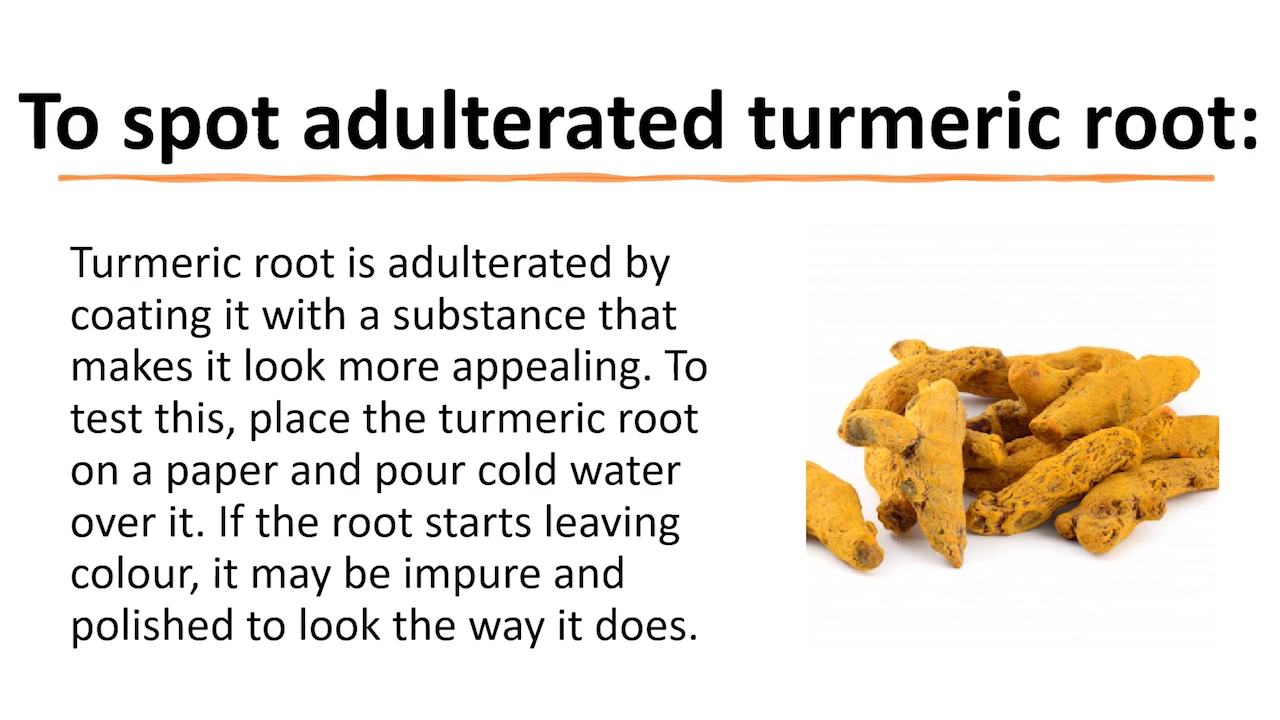 To spot adulterated turmeric root:
Turmeric root is adulterated by
coating it with a substance that
makes it look more appealing. To
test this, place the turmeric root
on a paper and pour cold water
over it. If the root starts leaving
colour, it may be impure and
polished to look the way it does.